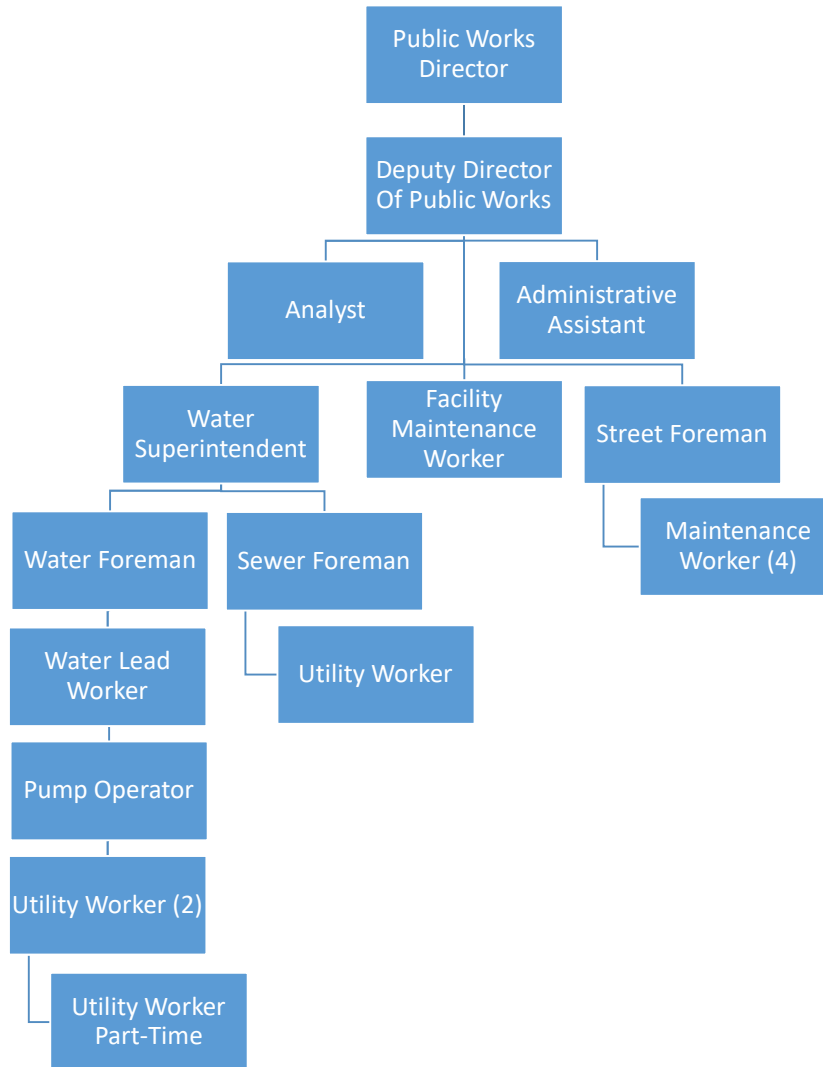 Public Works
Director
Deputy Director
Of Public Works
Analyst
Administrative
Assistant
Water
Superintendent
Facility
Maintenance
Worker
Street Foreman
Water Foreman
Sewer Foreman
Maintenance
Worker (4)
Water Lead
Worker
Utility Worker
Pump Operator
Utility Worker (2)
Utility Worker
Part-Time